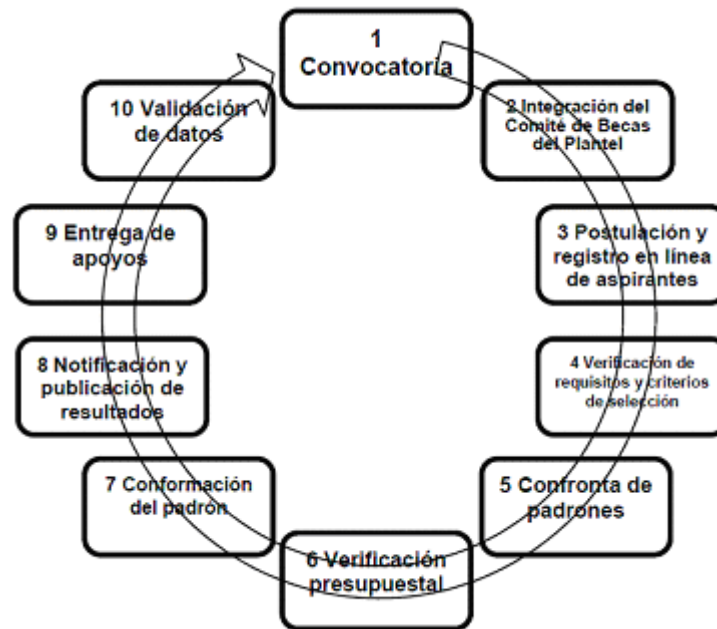 1
Convocatoria
2 Integración del
Comité de Becas
del Plantel
3 Postulación y
registro en línea
de aspirantes
4 Verificación de
requisitos y criterios
de selección
5 Confronta de
padrones
6 Verificación
presupuestal
7 Conformación
del padrón
8 Notificación y
publicación de
resultados
9 Entrega de
apoyos
10 Validación
de datos